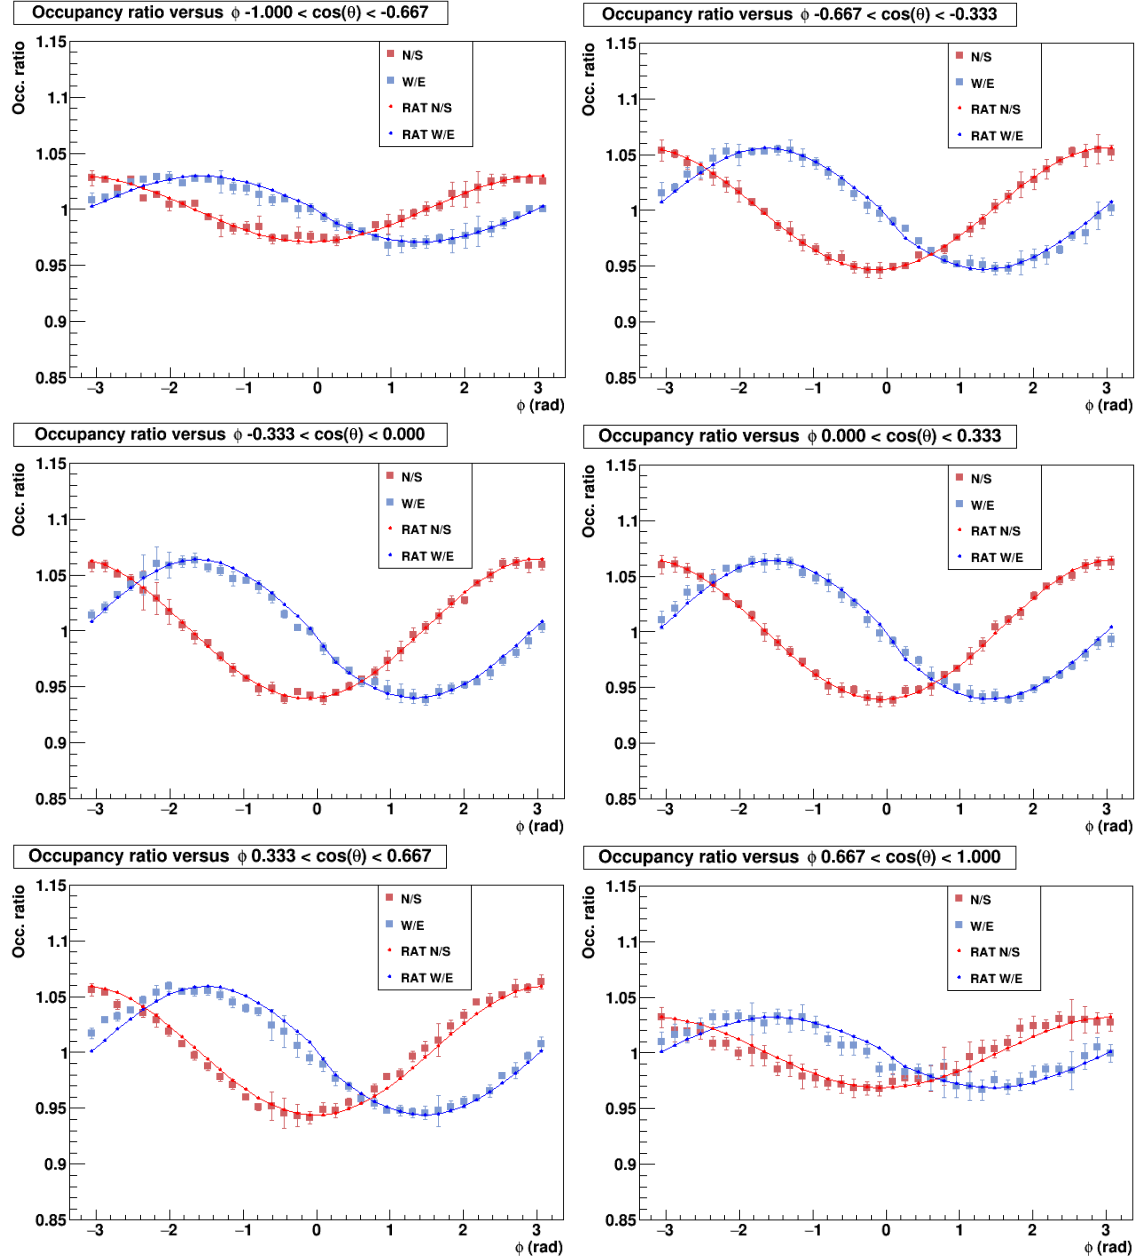 Occupancy ratio versus ϕ -1.000 < cos(θ) < -0.667
Occ. ratio
1.15
1.1
1.05
1
0.95
0.9
0.85
N/S
W/E
RAT N/S
RAT W/E
−3 −2 −1 0 1 2 3
ϕ (rad)
Occupancy ratio versus ϕ -0.667 < cos(θ) < -0.333
Occ. ratio
1.15
1.1
1.05
1
0.95
0.9
0.85
N/S
W/E
RAT N/S
RAT W/E
−3 −2 −1 0 1 2 3
ϕ (rad)
Occupancy ratio versus ϕ -0.333 < cos(θ) < 0.000
Occ. ratio
1.15
1.1
1.05
1
0.95
0.9
0.85
N/S
W/E
RAT N/S
RAT W/E
−3 −2 −1 0 1 2 3
ϕ (rad)
Occupancy ratio versus ϕ 0.000 < cos(θ) < 0.333
Occ. ratio
1.15
1.1
1.05
1
0.95
0.9
0.85
N/S
W/E
RAT N/S
RAT W/E
−3 −2 −1 0 1 2 3
ϕ (rad)
Occupancy ratio versus ϕ 0.333 < cos(θ) < 0.667
Occ. ratio
1.15
1.1
1.05
1
0.95
0.9
0.85
N/S
W/E
RAT N/S
RAT W/E
−3 −2 −1 0 1 2 3
ϕ (rad)
Occupancy ratio versus ϕ 0.667 < cos(θ) < 1.000
Occ. ratio
1.15
1.1
1.05
1
0.95
0.9
0.85
N/S
W/E
RAT N/S
RAT W/E
−3 −2 −1 0 1 2 3
ϕ (rad)